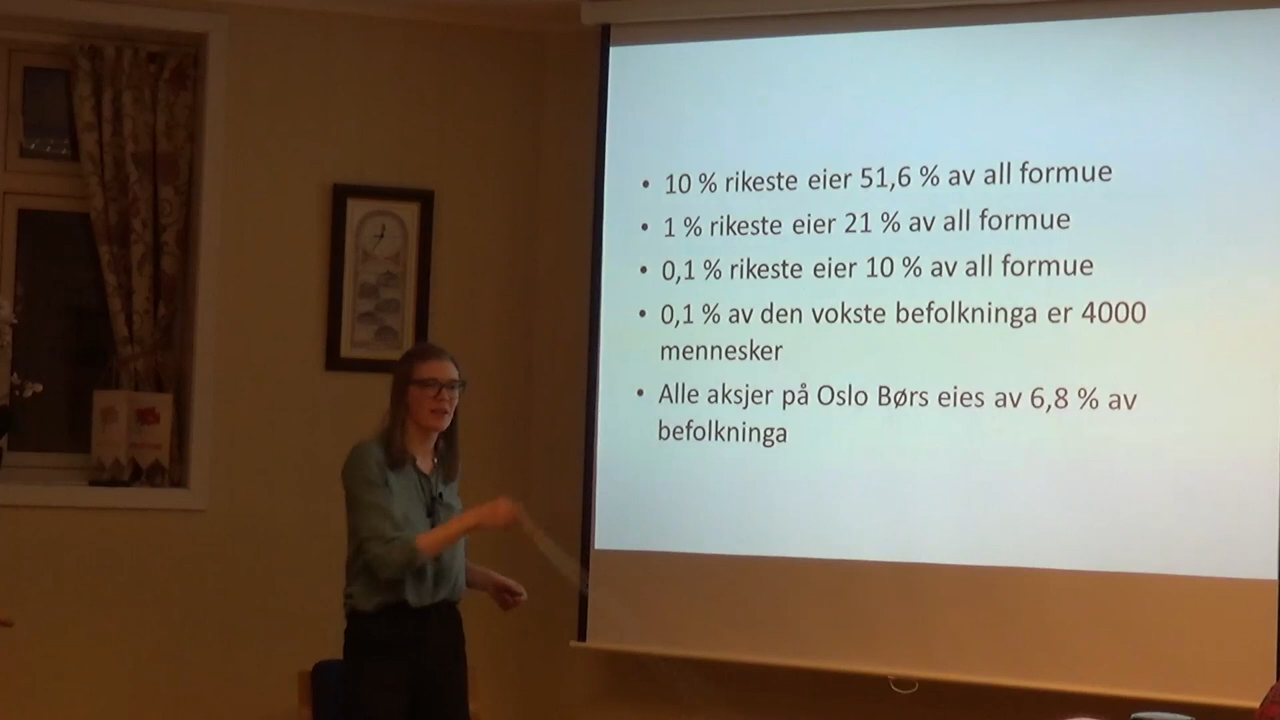 • 10 % rikeste eier 51,6 % av all formue
• 1 % rikeste eier 21 % av all formue
• 0,1 % rikeste eier 10 % av all formue
• 0,1 % av den vokste befolkninga er 4000
mennesker
• Alle aksjer på Oslo Børs eies av 6,8 % av
befolkninga